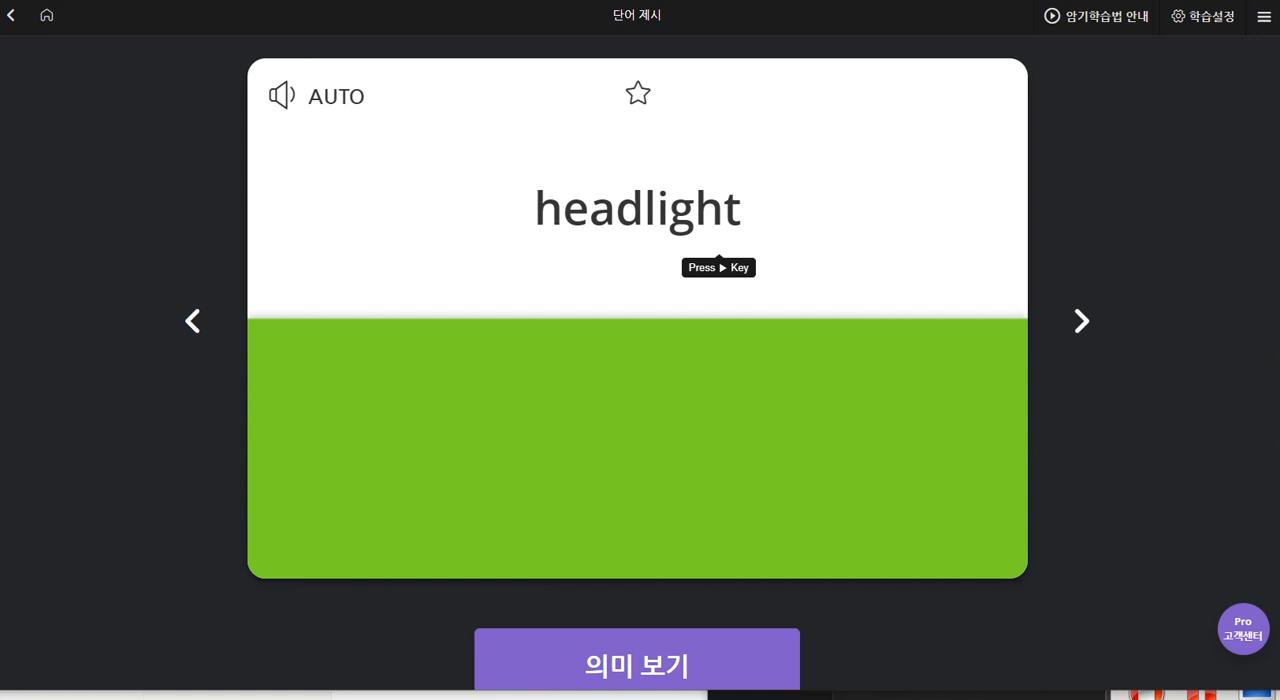 단어 제시
암기학습법 안내
학습설정
AUTO
headlight
Press ▶ Key
의미 보기
Pro
고객센터